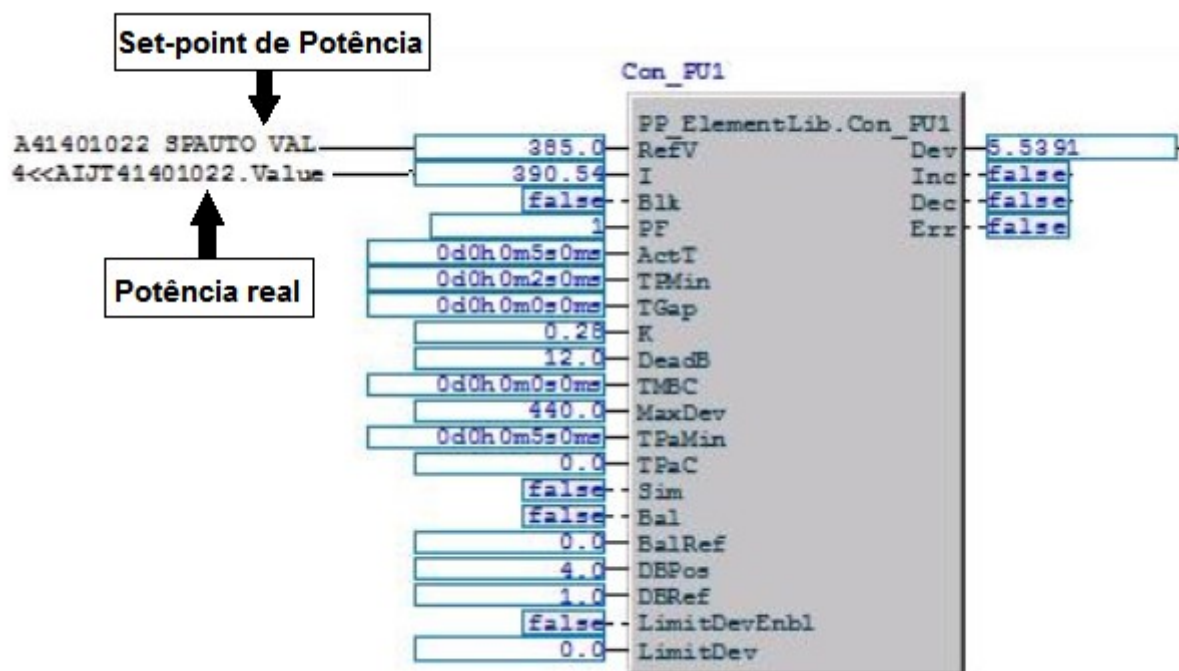 Set-point de Potência
Con_PU1
PP_ElementLib.Con_PU1
A41401022 SPAUTO VAL 385.0 RefV Dev 5.5391
4<<AIJT41401022.Value 390.54 I Inc false
false Blk Dec false
1 PF Err false
0d0h0m5s0ms ActT
Potência real
0d0h0m2s0ms TPMin
0d0h0m0s0ms TGap
0.28 K
12.0 DeadB
0d0h0m0s0ms TMBC
440.0 MaxDev
0d0h0m5s0ms TPaMin
0.0 TPaC
false Sim
false Bal
0.0 BalRef
4.0 DBPos
1.0 DBRef
false LimitDevEnbl
0.0 LimitDev